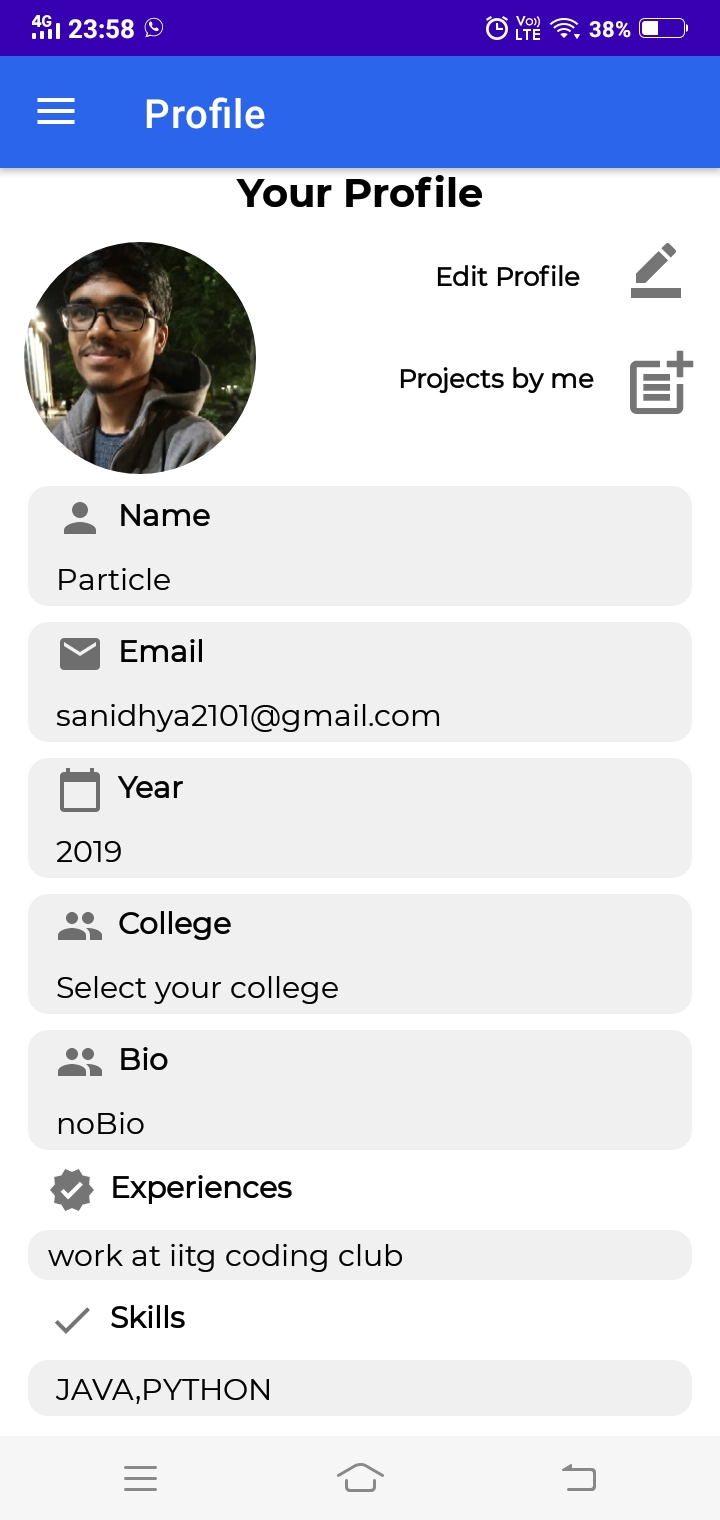 4G 23:58 Vo)) LTE 38%
Profile
Your Profile
Edit Profile
Projects by me
Name
Particle
Email
sanidhya2101@gmail.com
Year
2019
College
Select your college
Bio
noBio
Experiences
work at iitg coding club
Skills
JAVA,PYTHON